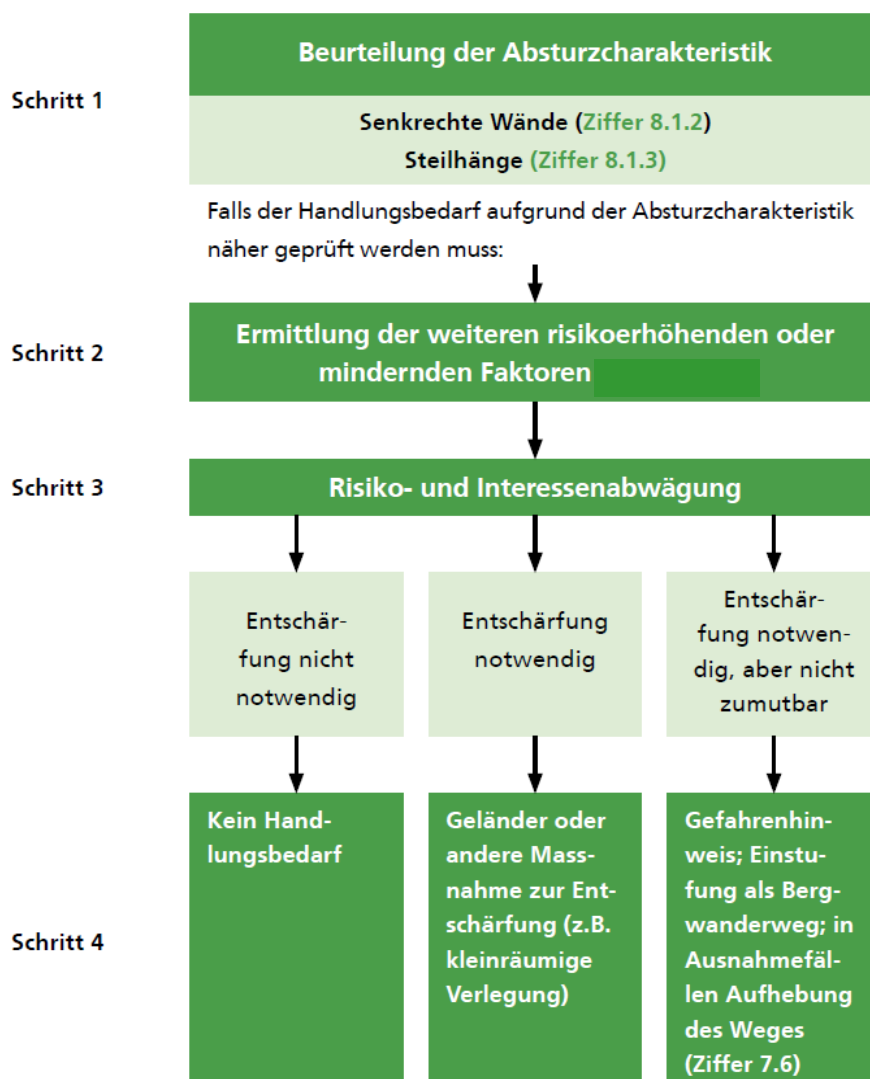 Schritt 1
Beurteilung der Absturzcharakteristik
Senkrechte Wände (Ziffer 8.1.2)
Steilhänge (Ziffer 8.1.3)
Falls der Handlungsbedarf aufgrund der Absturzcharakteristik
näher geprüft werden muss:
Schritt 2
Ermittlung der weiteren risikoerhöhenden oder
mindernden Faktoren
Schritt 3
Risiko- und Interessenabwägung
Entschär-
fung nicht
notwendig
Entschärfung
notwendig
Entschär-
fung notwen-
dig, aber nicht
zumutbar
Schritt 4
Kein Hand-
lungsbedarf
Geländer oder
andere Mass-
nahme zur Ent-
schärfung (z.B.
kleinräumige
Verlegung)
Gefahrenhin-
weis; Einstu-
fung als Berg-
wanderweg; in
Ausnahmefäl-
len Aufhebung
des Weges
(Ziffer 7.6)